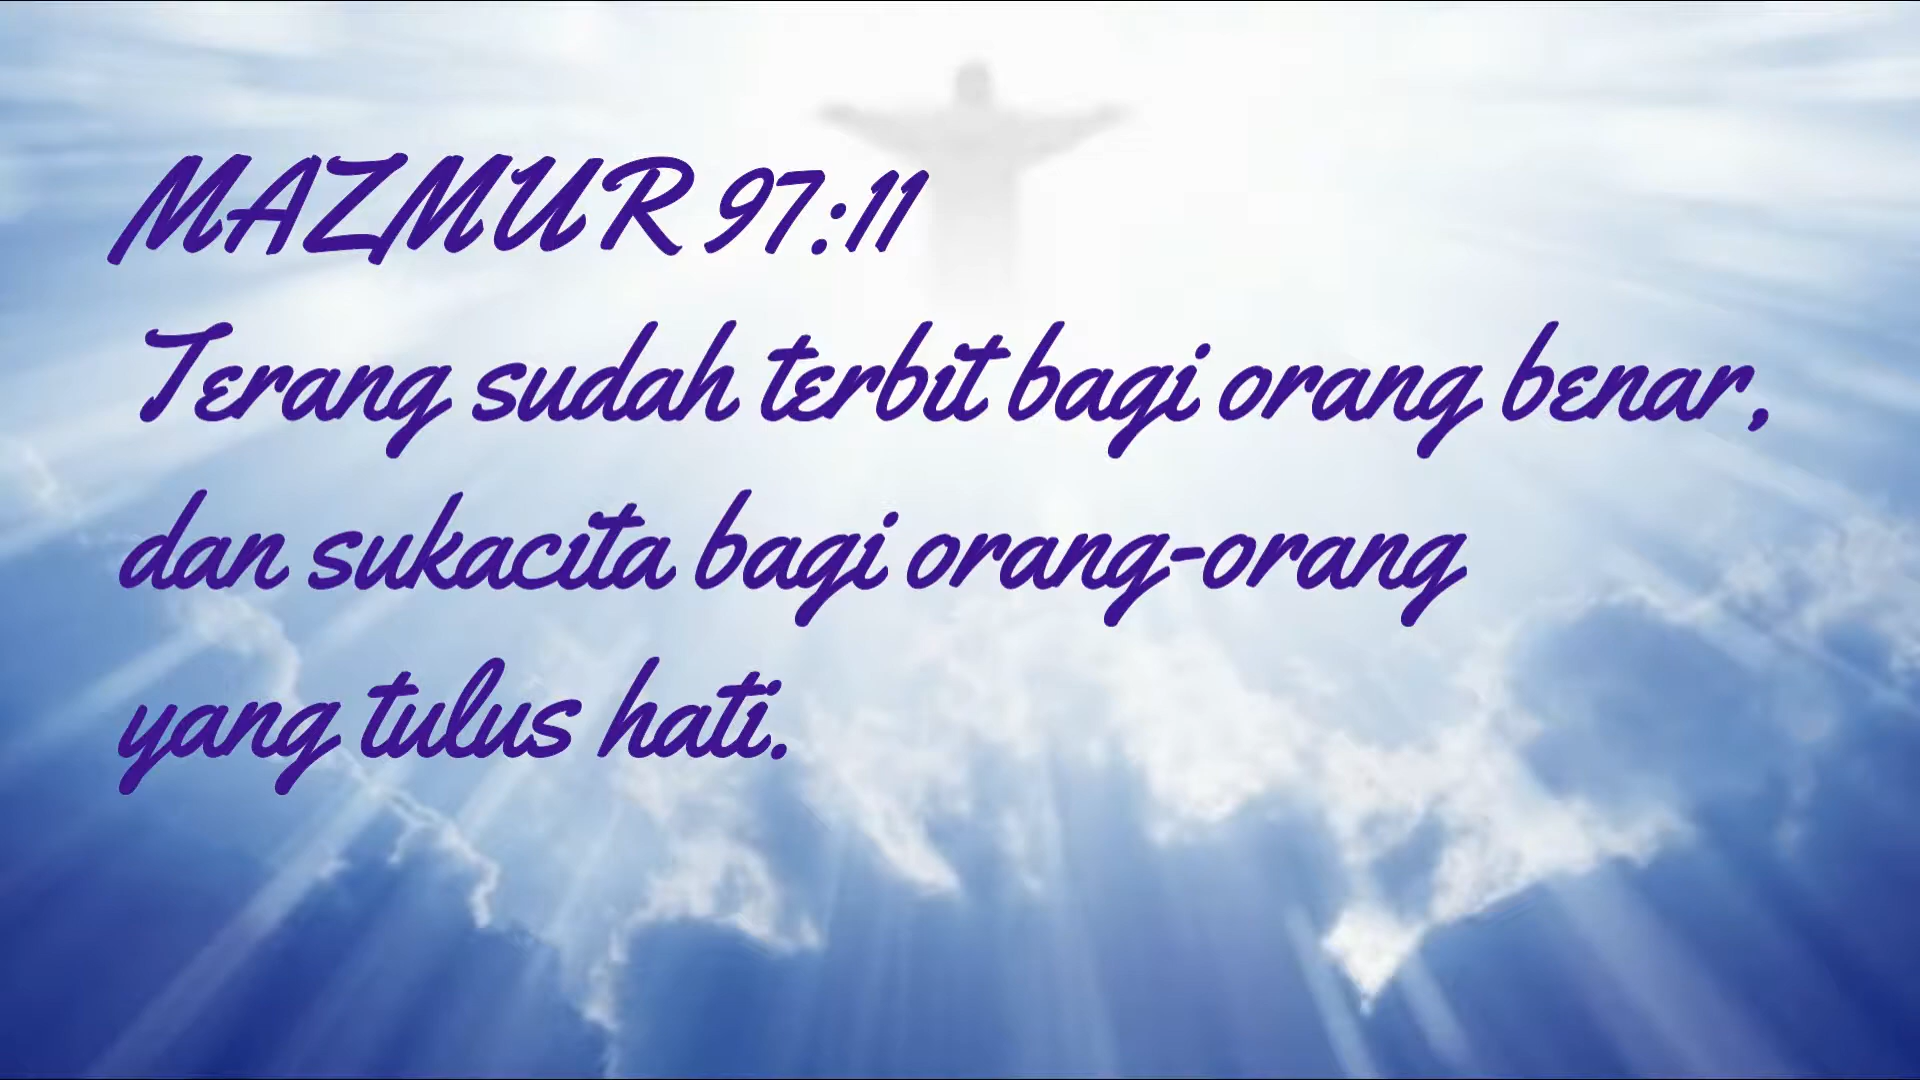 MAZMUR 97:11
Terang sudah terbit bagi orang benar,
dan sukacita bagi orang-orang
yang tulus hati.